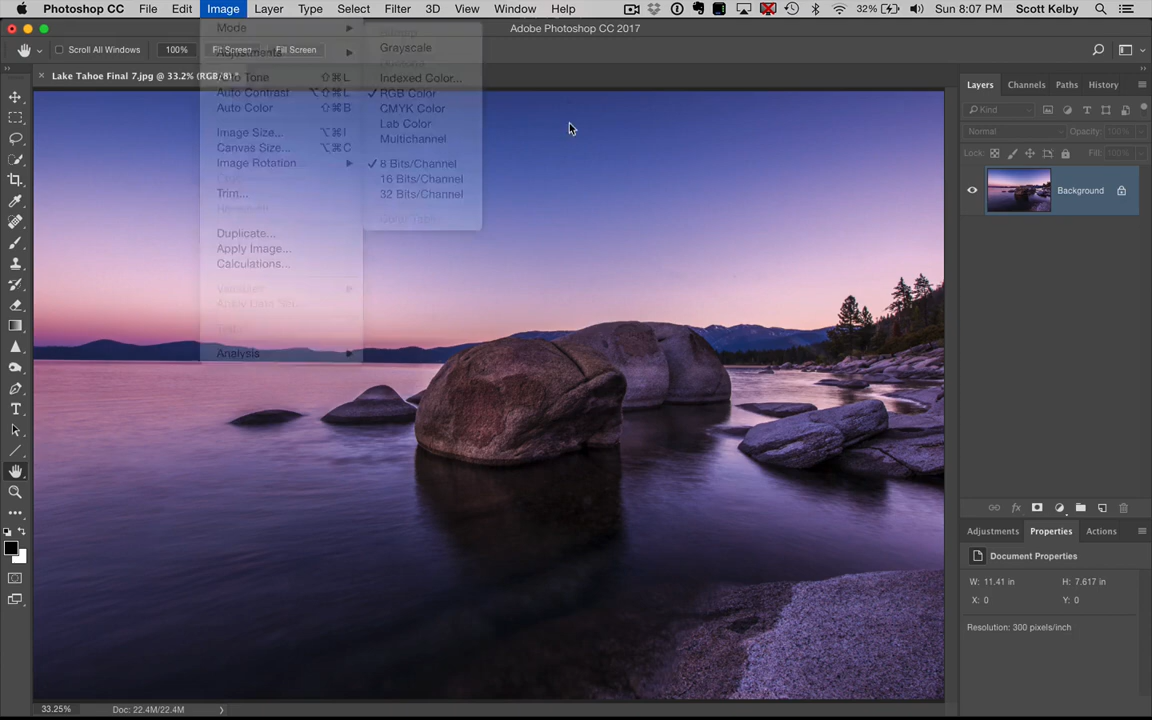 Photoshop CC File Edit Image Layer Type Select Filter 3D View Window Help 32% Sun 8:07 PM Scott Kelby
Adobe Photoshop CC 2017
Scroll All Windows 100% Fit Screen Fill Screen
× Lake Tahoe Final 7.jpg @ 33.2% (RGB/8) *
Mode
Adjustments
Auto Tone ⇧⌘L
Auto Contrast ⌥⇧⌘L
Auto Color ⇧⌘B
Image Size... ⌥⌘I
Canvas Size... ⌥⌘C
Image Rotation
Trim...
Duplicate...
Apply Image...
Calculations...
Analysis
Grayscale
Indexed Color...
✓ RGB Color
CMYK Color
Lab Color
Multichannel
✓ 8 Bits/Channel
16 Bits/Channel
32 Bits/Channel
Layers Channels Paths History
Kind
Normal Opacity: 100%
Lock: Fill: 100%
Background
Adjustments Properties Actions
Document Properties
W: 11.41 in H: 7.617 in
X: 0 Y: 0
Resolution: 300 pixels/inch
33.25% Doc: 22.4M/22.4M